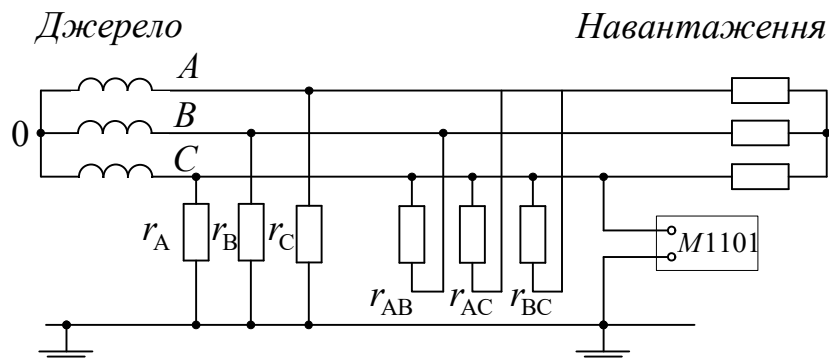 Джерело Навантаження
A
0 B
C
rA rB rC M1101
rAB rAC rBC